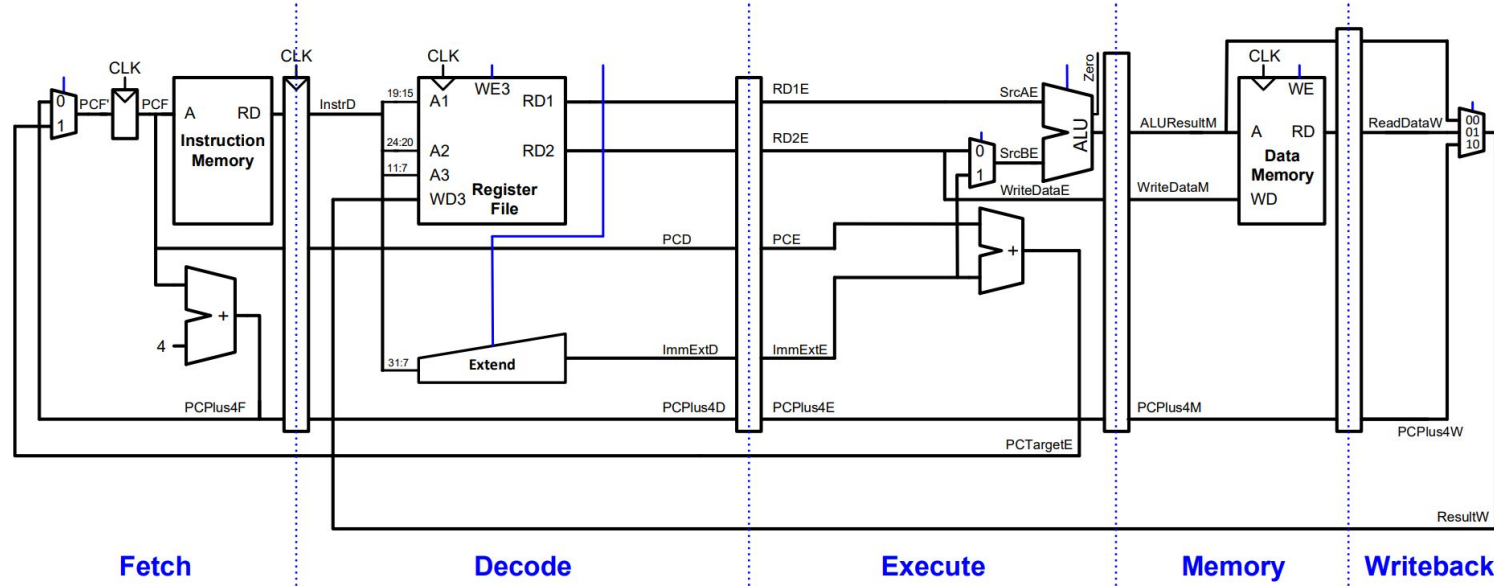 CLK
0
1
PCF'
PCF
A
RD
Instruction
Memory
4
+
PCPlus4F
CLK
InstrD
19:15
24:20
11:7
31:7
CLK
WE3
A1
RD1
A2
RD2
A3
WD3
Register
File
PCD
Extend
ImmExtD
PCPlus4D
RD1E
RD2E
PCE
ImmExtE
PCPlus4E
SrcAE
0
1
SrcBE
WriteDataE
+
ALU
Zero
PCTargetE
ALUResultM
WriteDataM
PCPlus4M
CLK
WE
A
RD
Data
Memory
WD
ReadDataW
00
01
10
PCPlus4W
ResultW
Fetch
Decode
Execute
Memory
Writeback